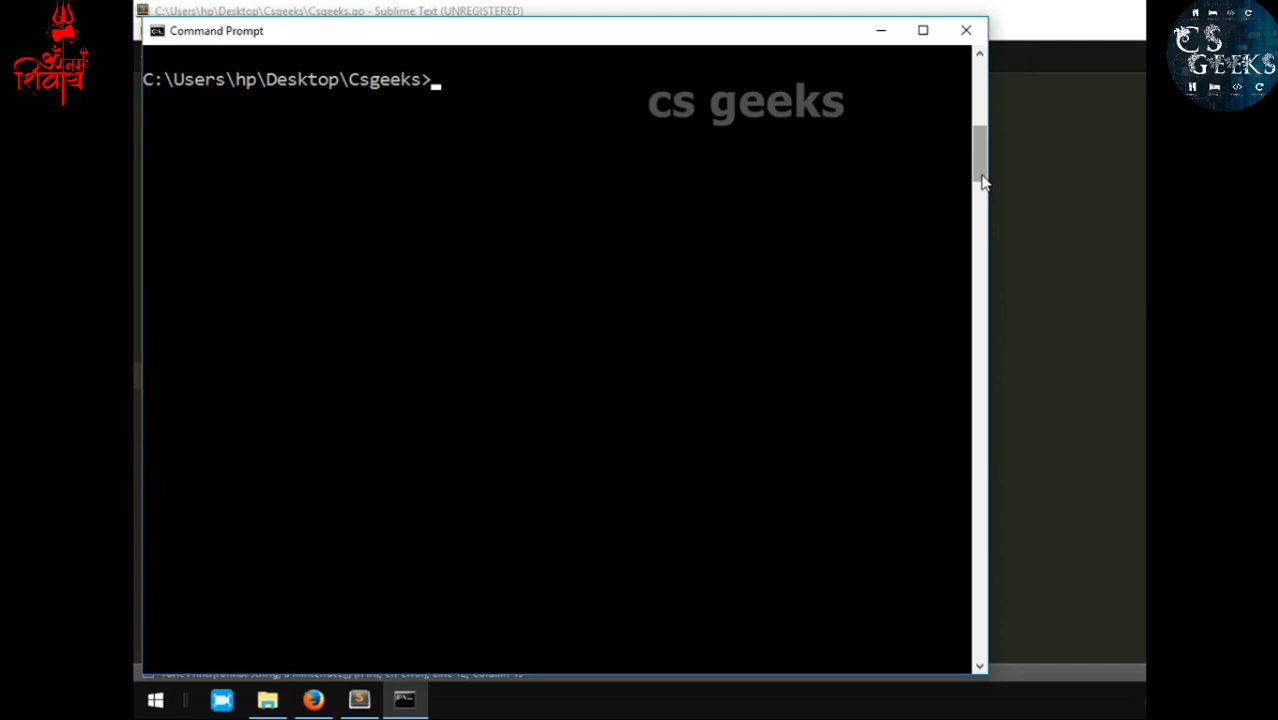 C:\Users\hp\Desktop\Csgeeks\Csgeeks.go - Sublime Text (UNREGISTERED)
Command Prompt
C:\Users\hp\Desktop\Csgeeks>
cs geeks
ॐ नमः
शिवाय
CS
GEEKS